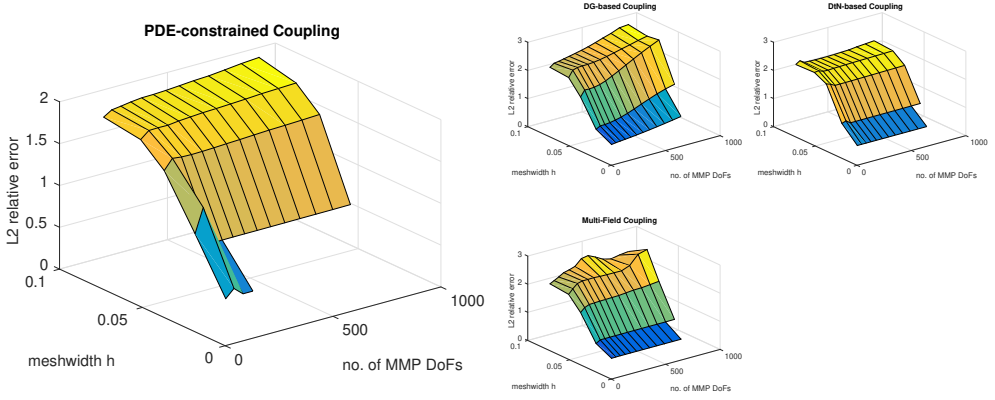 PDE-constrained Coupling
2
1.5
1
0.5
0
L2 relative error
0.1
0.05
0
meshwidth h
0
500
1000
no. of MMP DoFs
DG-based Coupling
3
2
1
0
L2 relative error
0.1
0.05
0
meshwidth h
0
500
1000
no. of MMP DoFs
DtN-based Coupling
3
2
1
0
L2 relative error
0.1
0.05
0
meshwidth h
0
500
1000
no. of MMP DoFs
Multi-Field Coupling
3
2
1
0
L2 relative error
0.1
0.05
0
meshwidth h
0
500
1000
no. of MMP DoFs